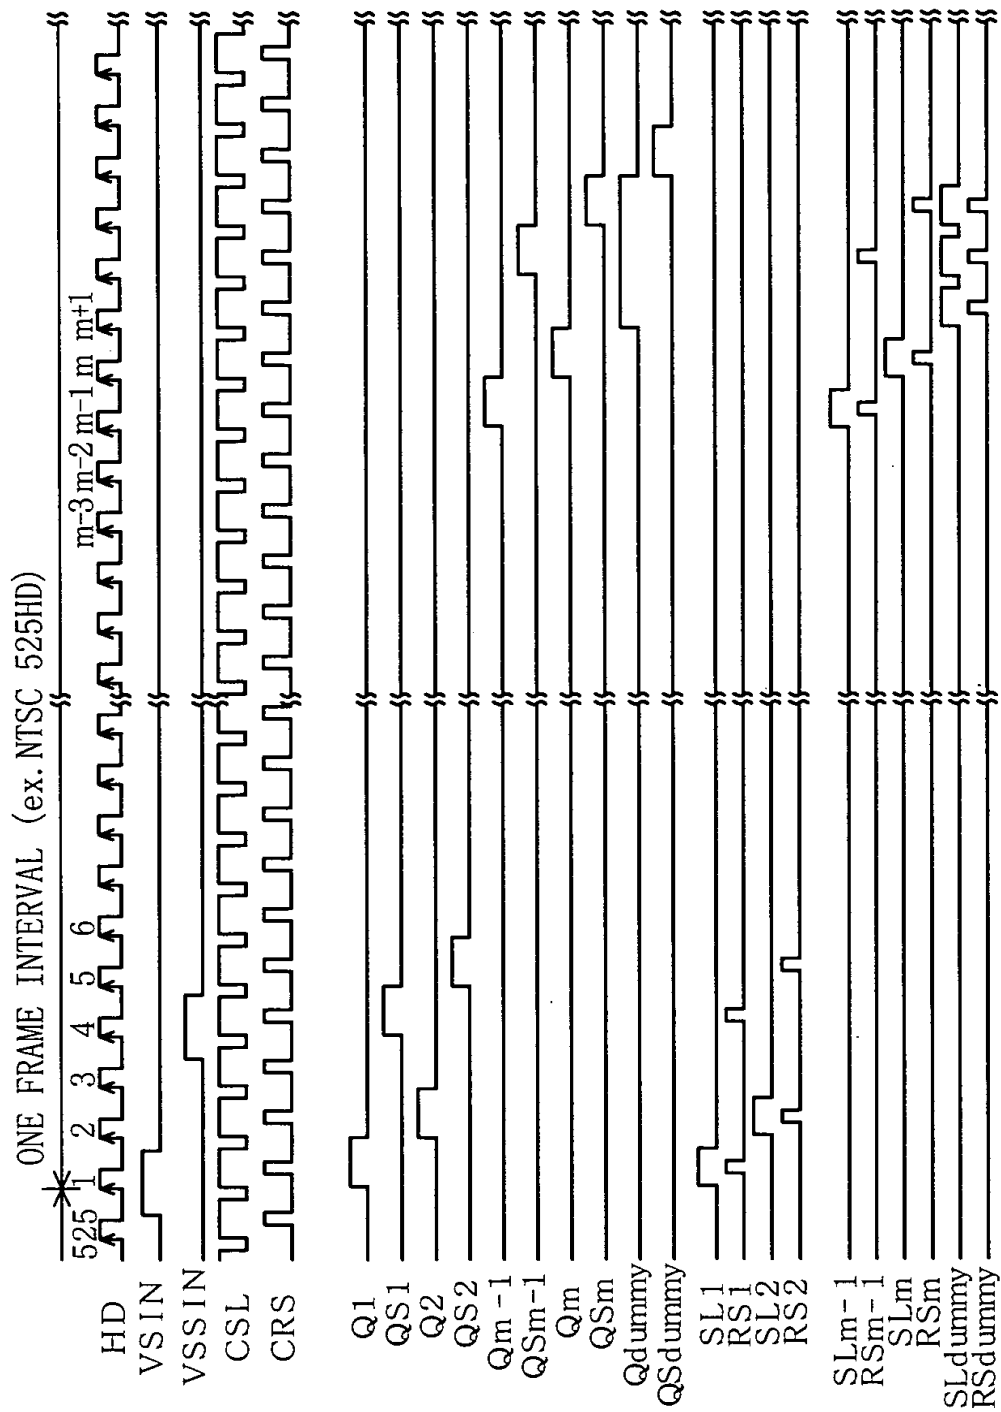 ONE FRAME INTERVAL (ex. NTSC 525HD)
525 1 2 3 4 5 6 m-3 m-2 m-1 m m+1
HD
VSIN
VSSIN
CSL
CRS
Q1
QS1
Q2
QS2
Qm-1
QSm-1
Qm
QSm
Qdummy
QSdummy
SL1
RS1
SL2
RS2
SLm-1
RSm-1
SLm
RSm
SLdummy
RSdummy